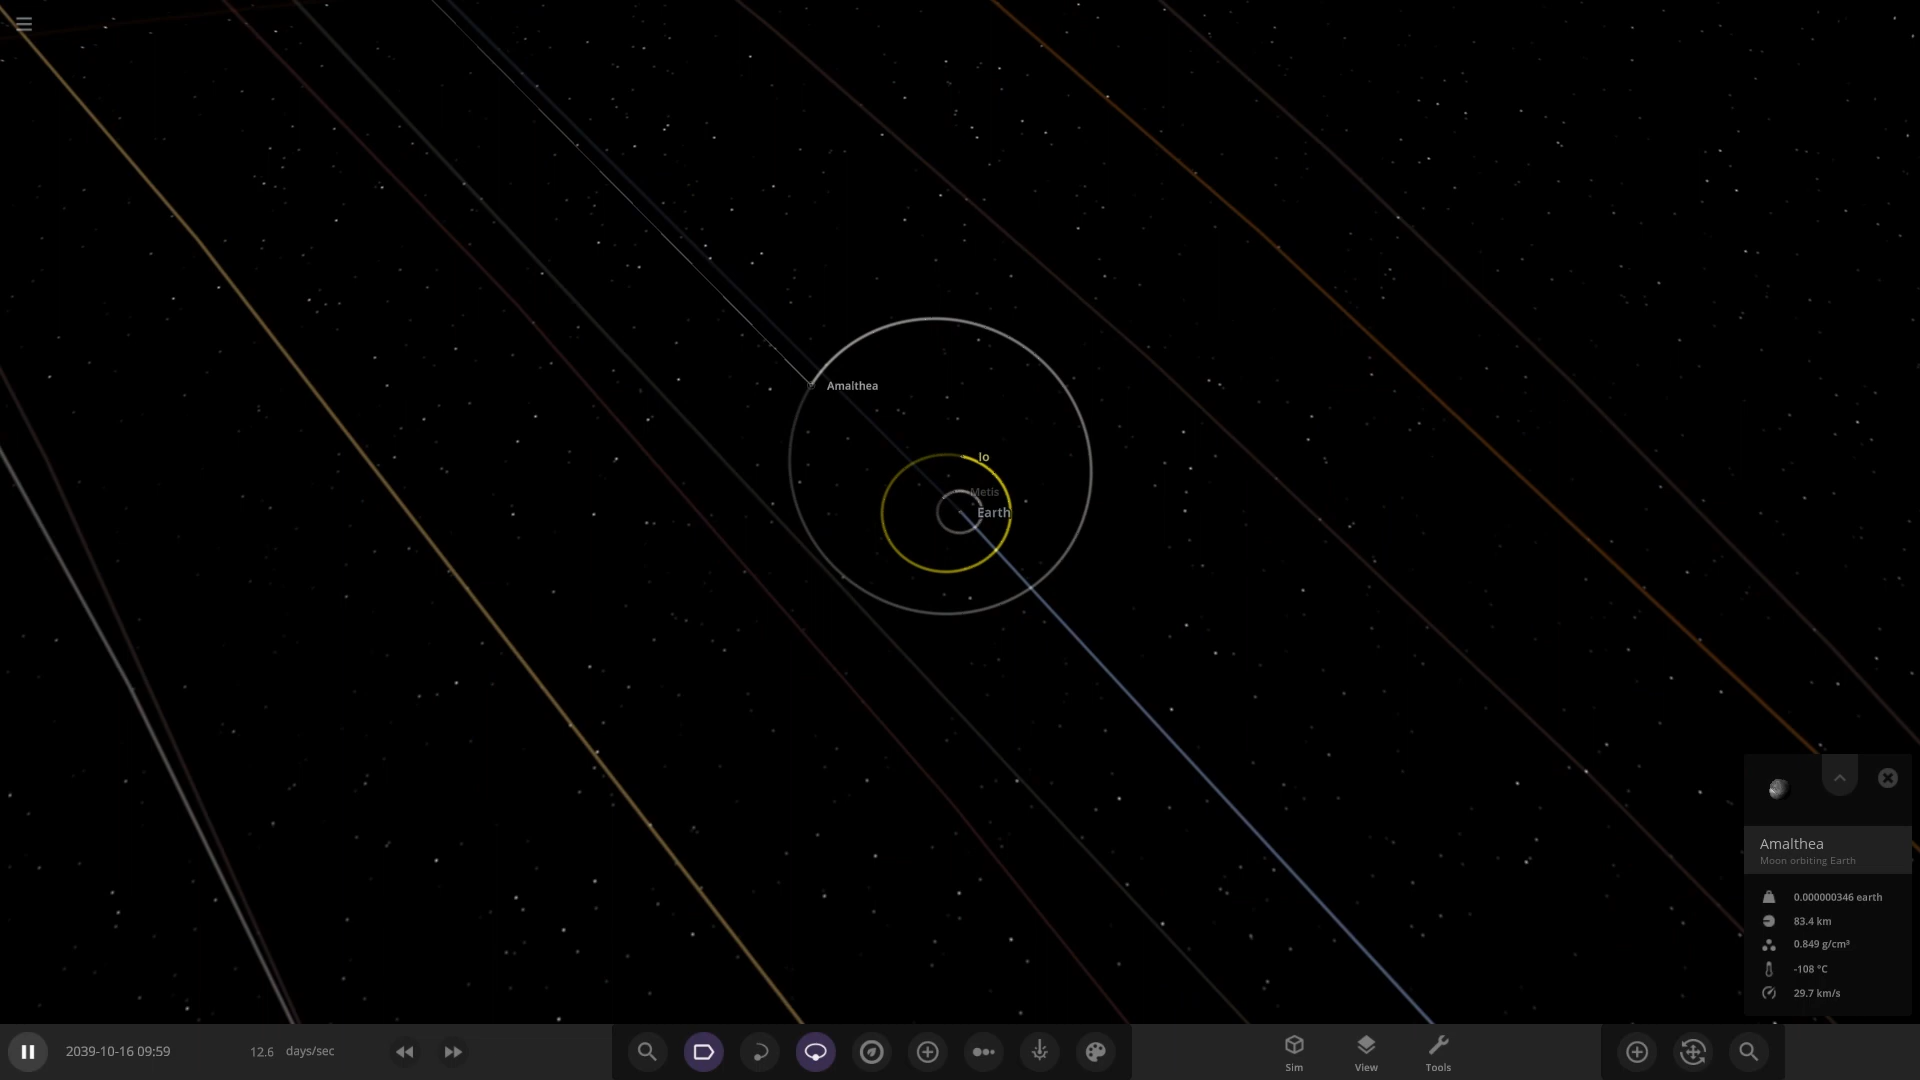 Amalthea
Io
Metis
Earth
Amalthea
Moon orbiting Earth
0.000000346 earth
83.4 km
0.849 g/cm³
-108 °C
29.7 km/s
2039-10-16 09:59
12.6 days/sec
Sim
View
Tools